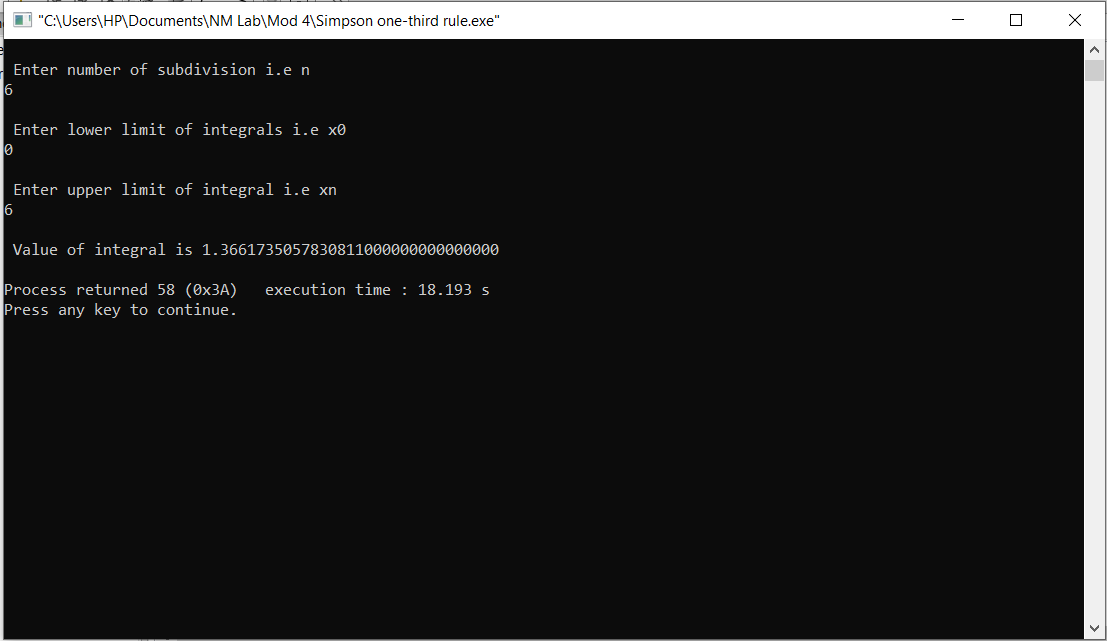 "C:\Users\HP\Documents\NM Lab\Mod 4\Simpson one-third rule.exe"
Enter number of subdivision i.e n
6
Enter lower limit of integrals i.e x0
0
Enter upper limit of integral i.e xn
6
Value of integral is 1.36617350578308110000000000000000
Process returned 58 (0x3A)   execution time : 18.193 s
Press any key to continue.